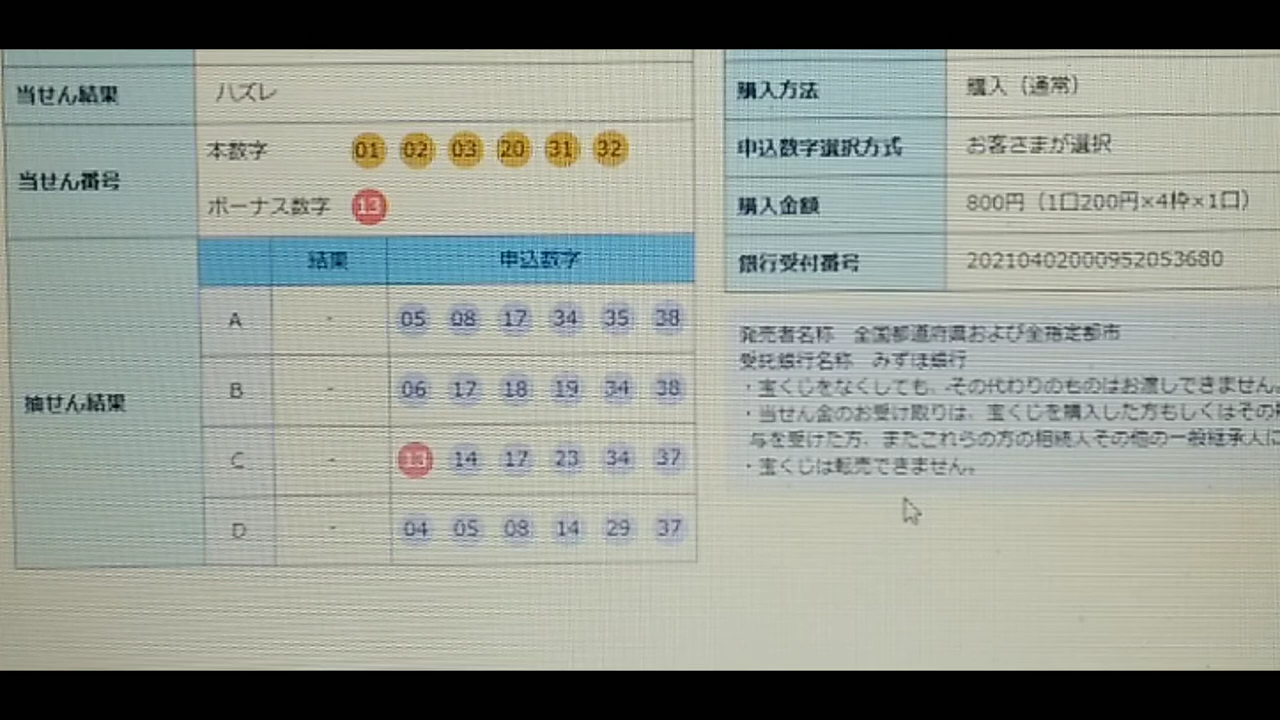 当せん結果 ハズレ
当せん番号
本数字 01 02 03 20 31 32
ボーナス数字 13
抽せん結果
結果 申込数字
A - 05 08 17 34 35 38
B - 06 17 18 19 34 38
C - 13 14 17 23 34 37
D - 04 05 08 14 29 37
購入方法 購入（通常）
申込数字選択方式 お客さまが選択
購入金額 800円（1口200円×4枠×1口）
銀行受付番号 20210402000952053680
発売者名称 全国都道府県および全指定都市
受託銀行名称 みずほ銀行
・宝くじをなくしても、その代わりのものはお渡しできません。
・当せん金のお受け取りは、宝くじを購入した方もしくはその
与を受けた方、またこれらの方の相続人その他の一般継承人に
・宝くじは転売できません。